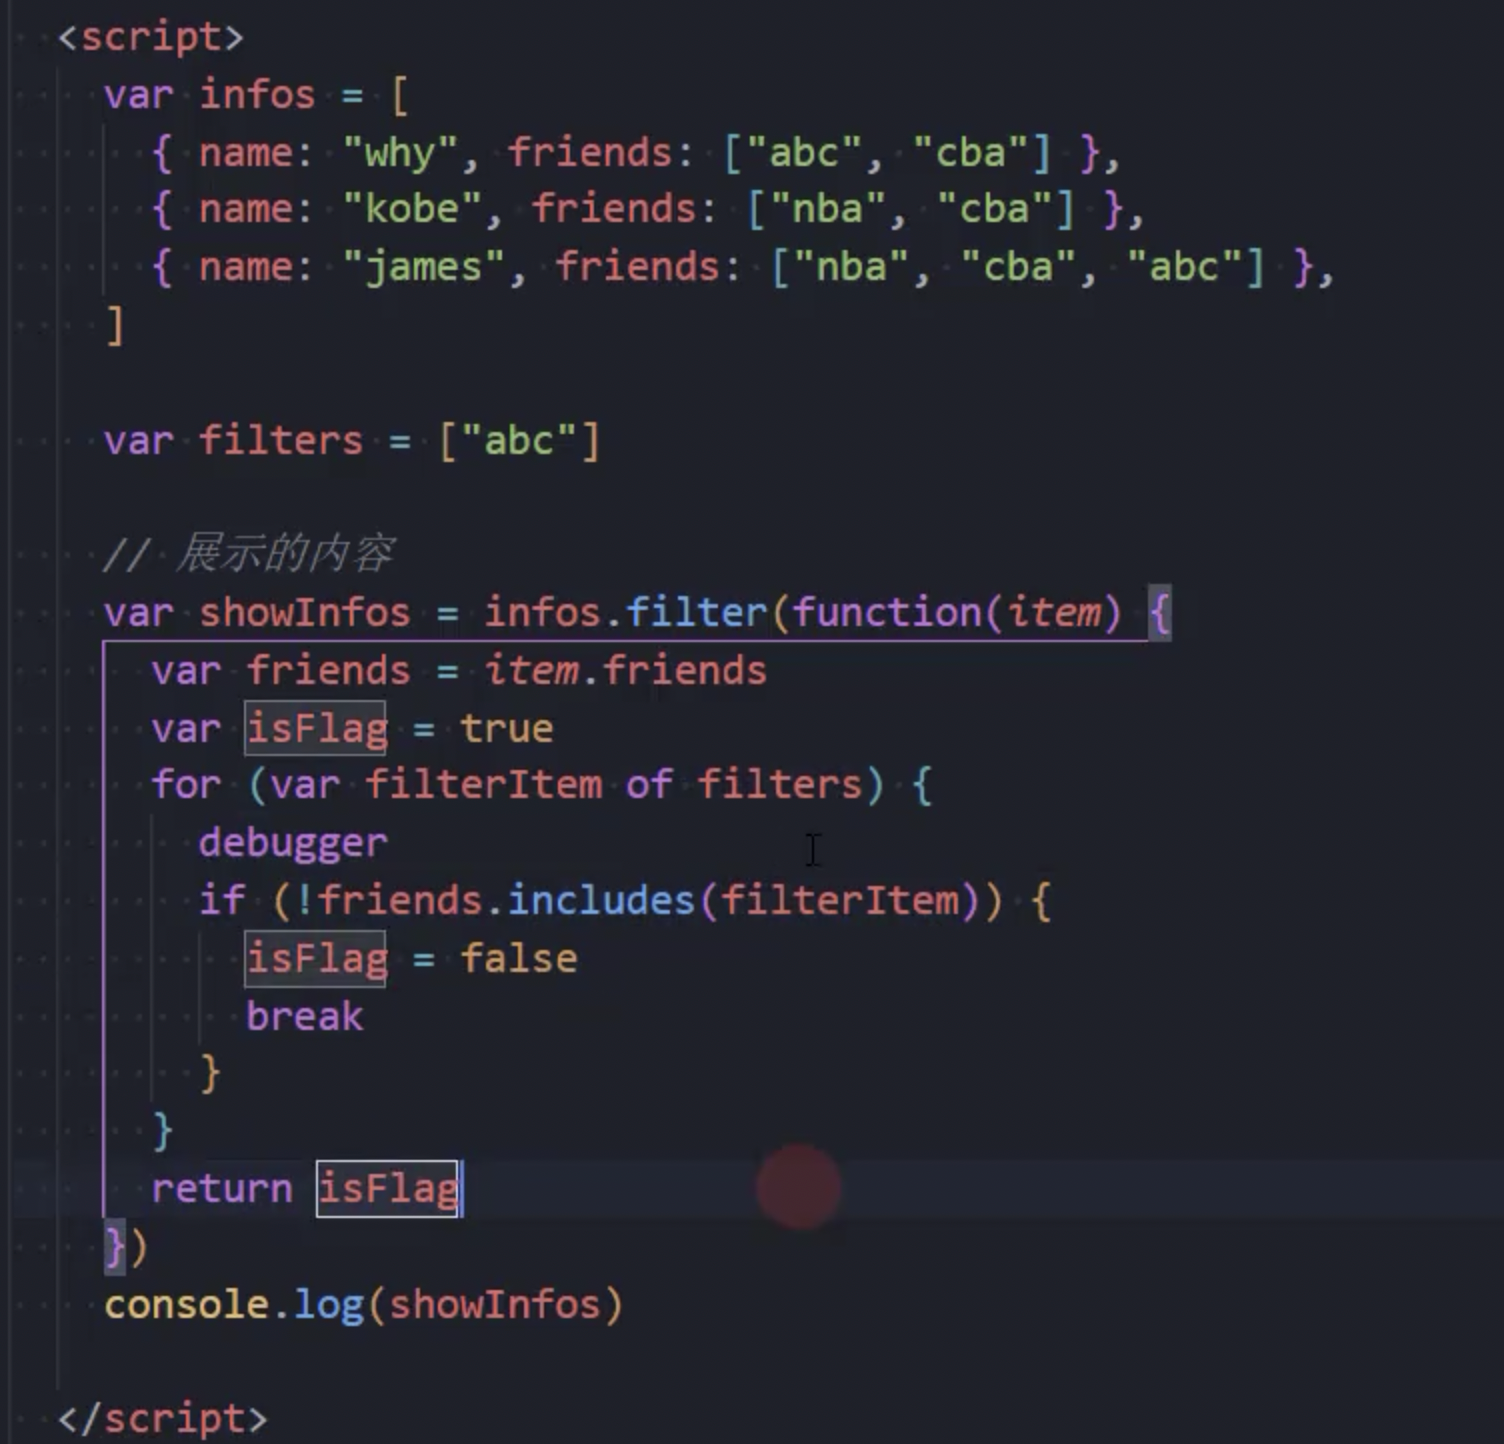 <script>
var infos = [
{ name: "why", friends: ["abc", "cba"] },
{ name: "kobe", friends: ["nba", "cba"] },
{ name: "james", friends: ["nba", "cba", "abc"] },
]
var filters = ["abc"]
// 展示的内容
var showInfos = infos.filter(function(item) {
var friends = item.friends
var isFlag = true
for (var filterItem of filters) {
debugger
if (!friends.includes(filterItem)) {
isFlag = false
break
}
}
return isFlag
})
console.log(showInfos)
</script>